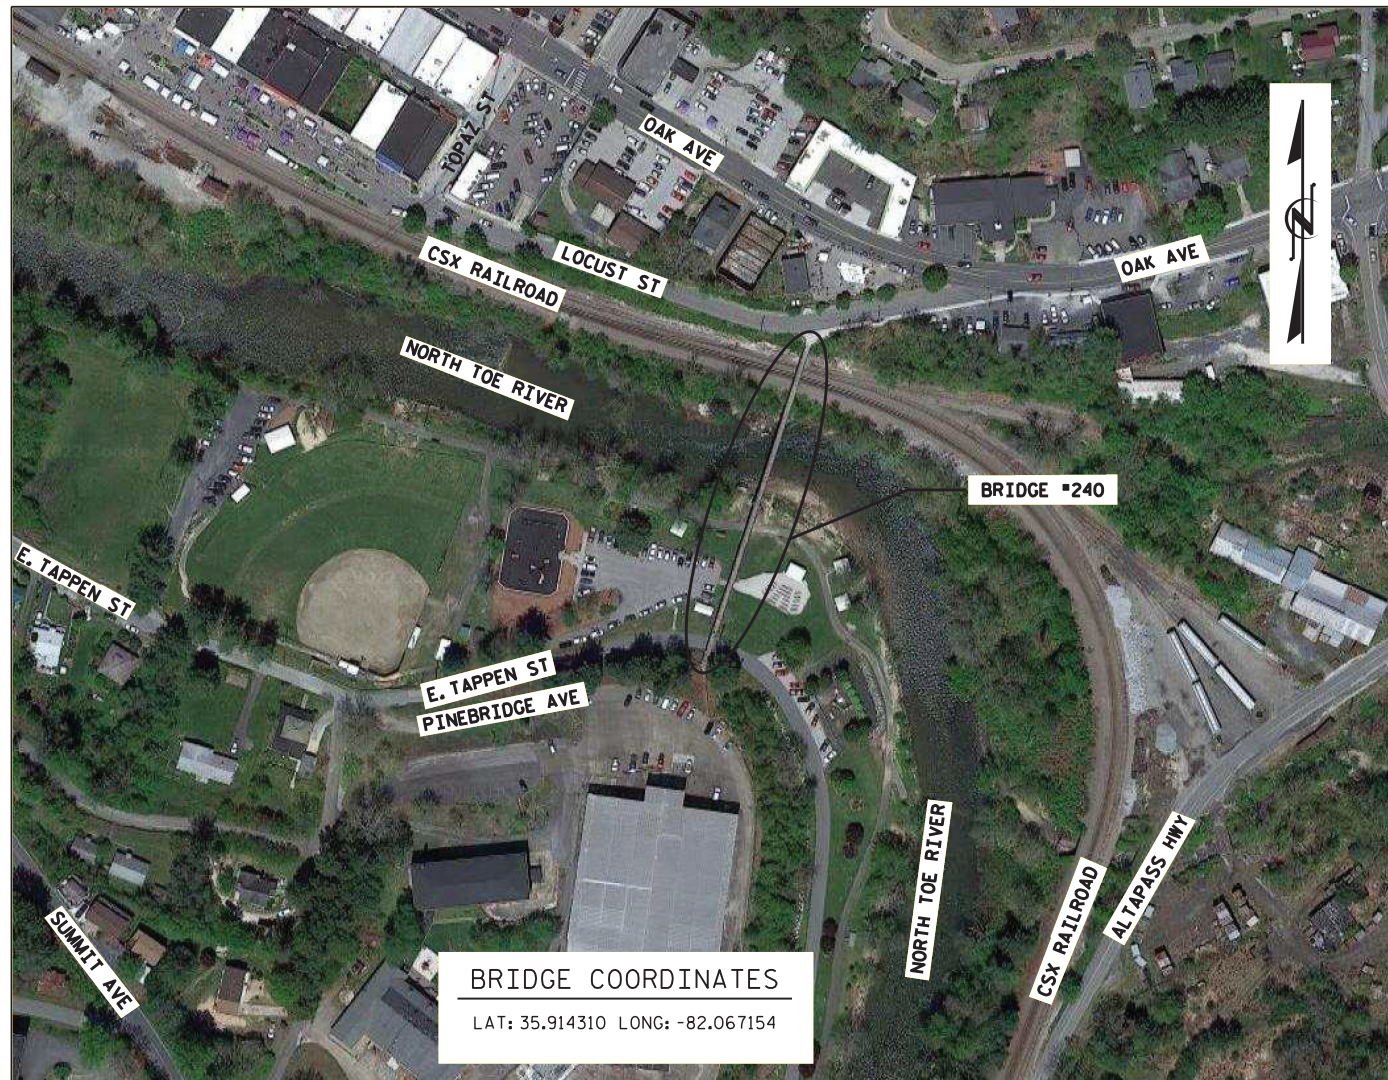 TOPAZ ST
OAK AVE
CSX RAILROAD
LOCUST ST
OAK AVE
NORTH TOE RIVER
N
BRIDGE #240
E. TAPPEN ST
E. TAPPEN ST
PINEBRIDGE AVE
SUMMIT AVE
NORTH TOE RIVER
CSX RAILROAD
ALTAPASS HWY
BRIDGE COORDINATES
LAT: 35.914310 LONG: -82.067154